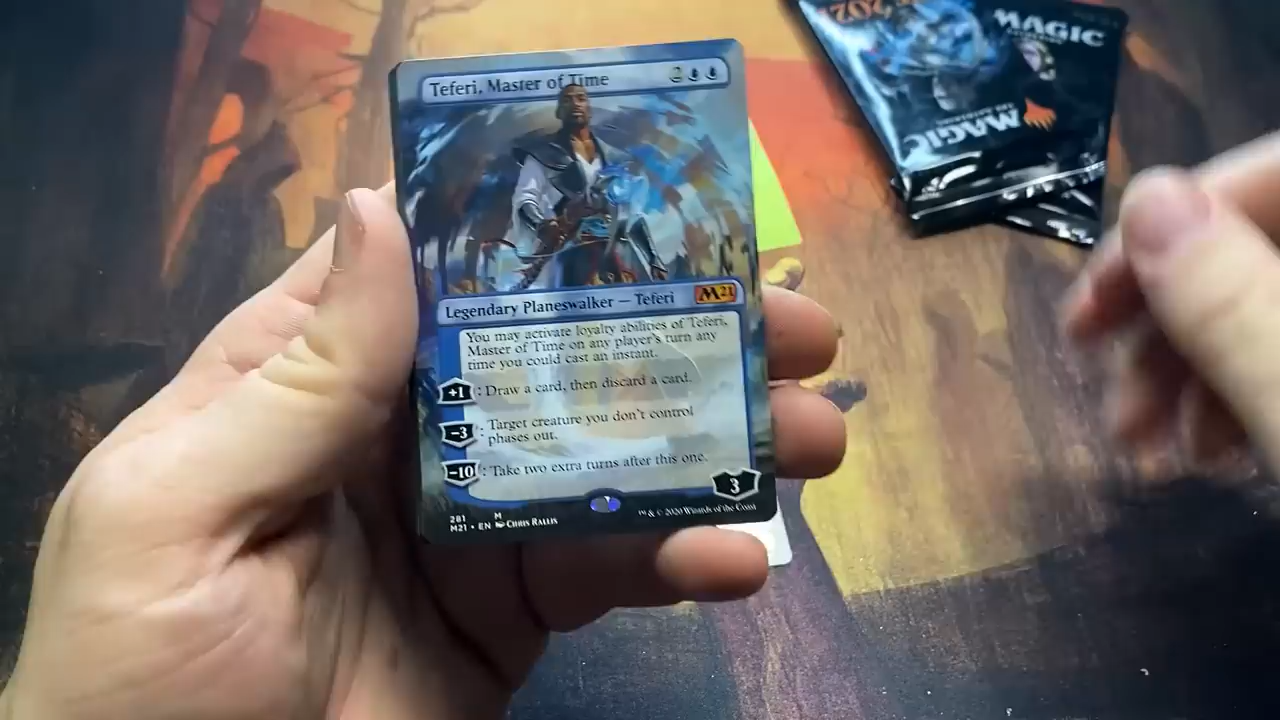 Teferi, Master of Time 2
Legendary Planeswalker — Teferi M21
You may activate loyalty abilities of Teferi,
Master of Time on any player's turn any
time you could cast an instant.
+1 : Draw a card, then discard a card.
−3 : Target creature you don't control
phases out.
−10 : Take two extra turns after this one.
3
281 M
M21 • EN CHRIS RALLIS
™ & © 2020 Wizards of the Coast
MAGIC
MAGIC